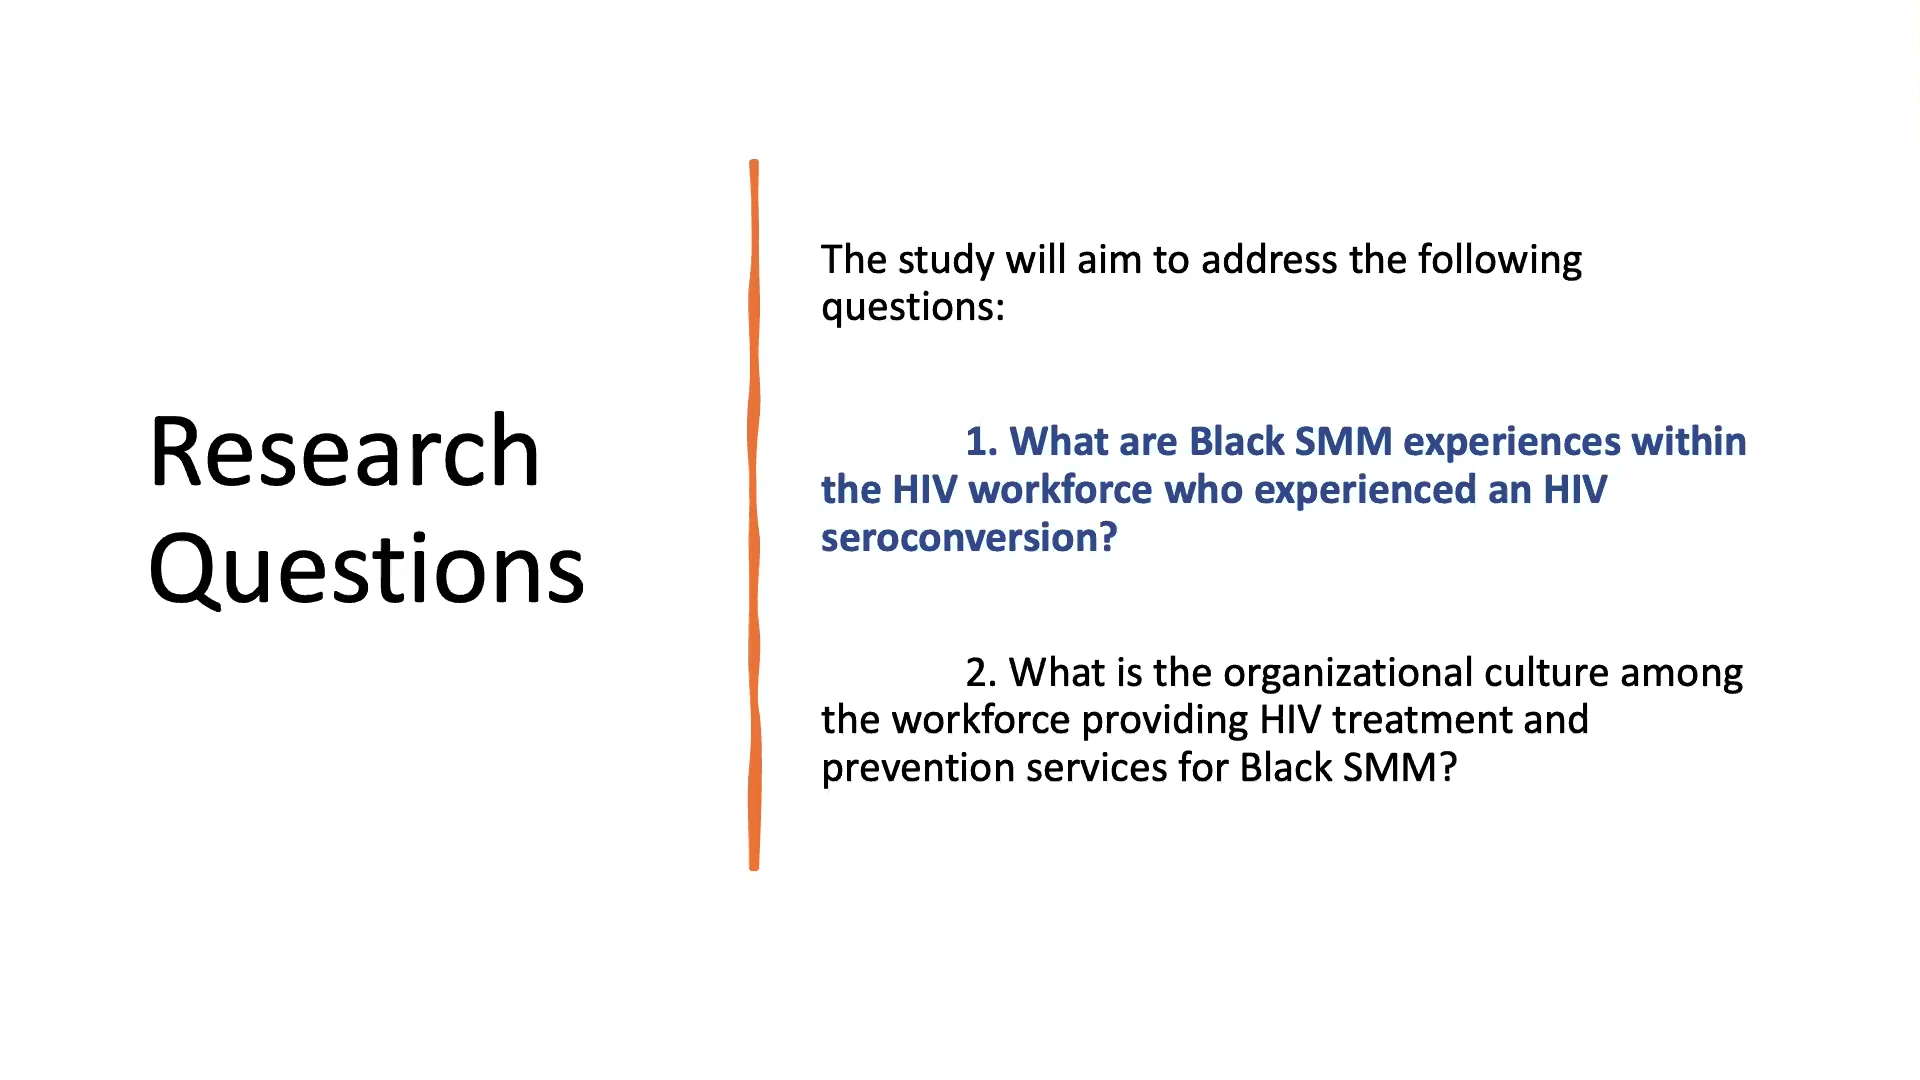 Research
Questions
The study will aim to address the following
questions:
1. What are Black SMM experiences within
the HIV workforce who experienced an HIV
seroconversion?
2. What is the organizational culture among
the workforce providing HIV treatment and
prevention services for Black SMM?